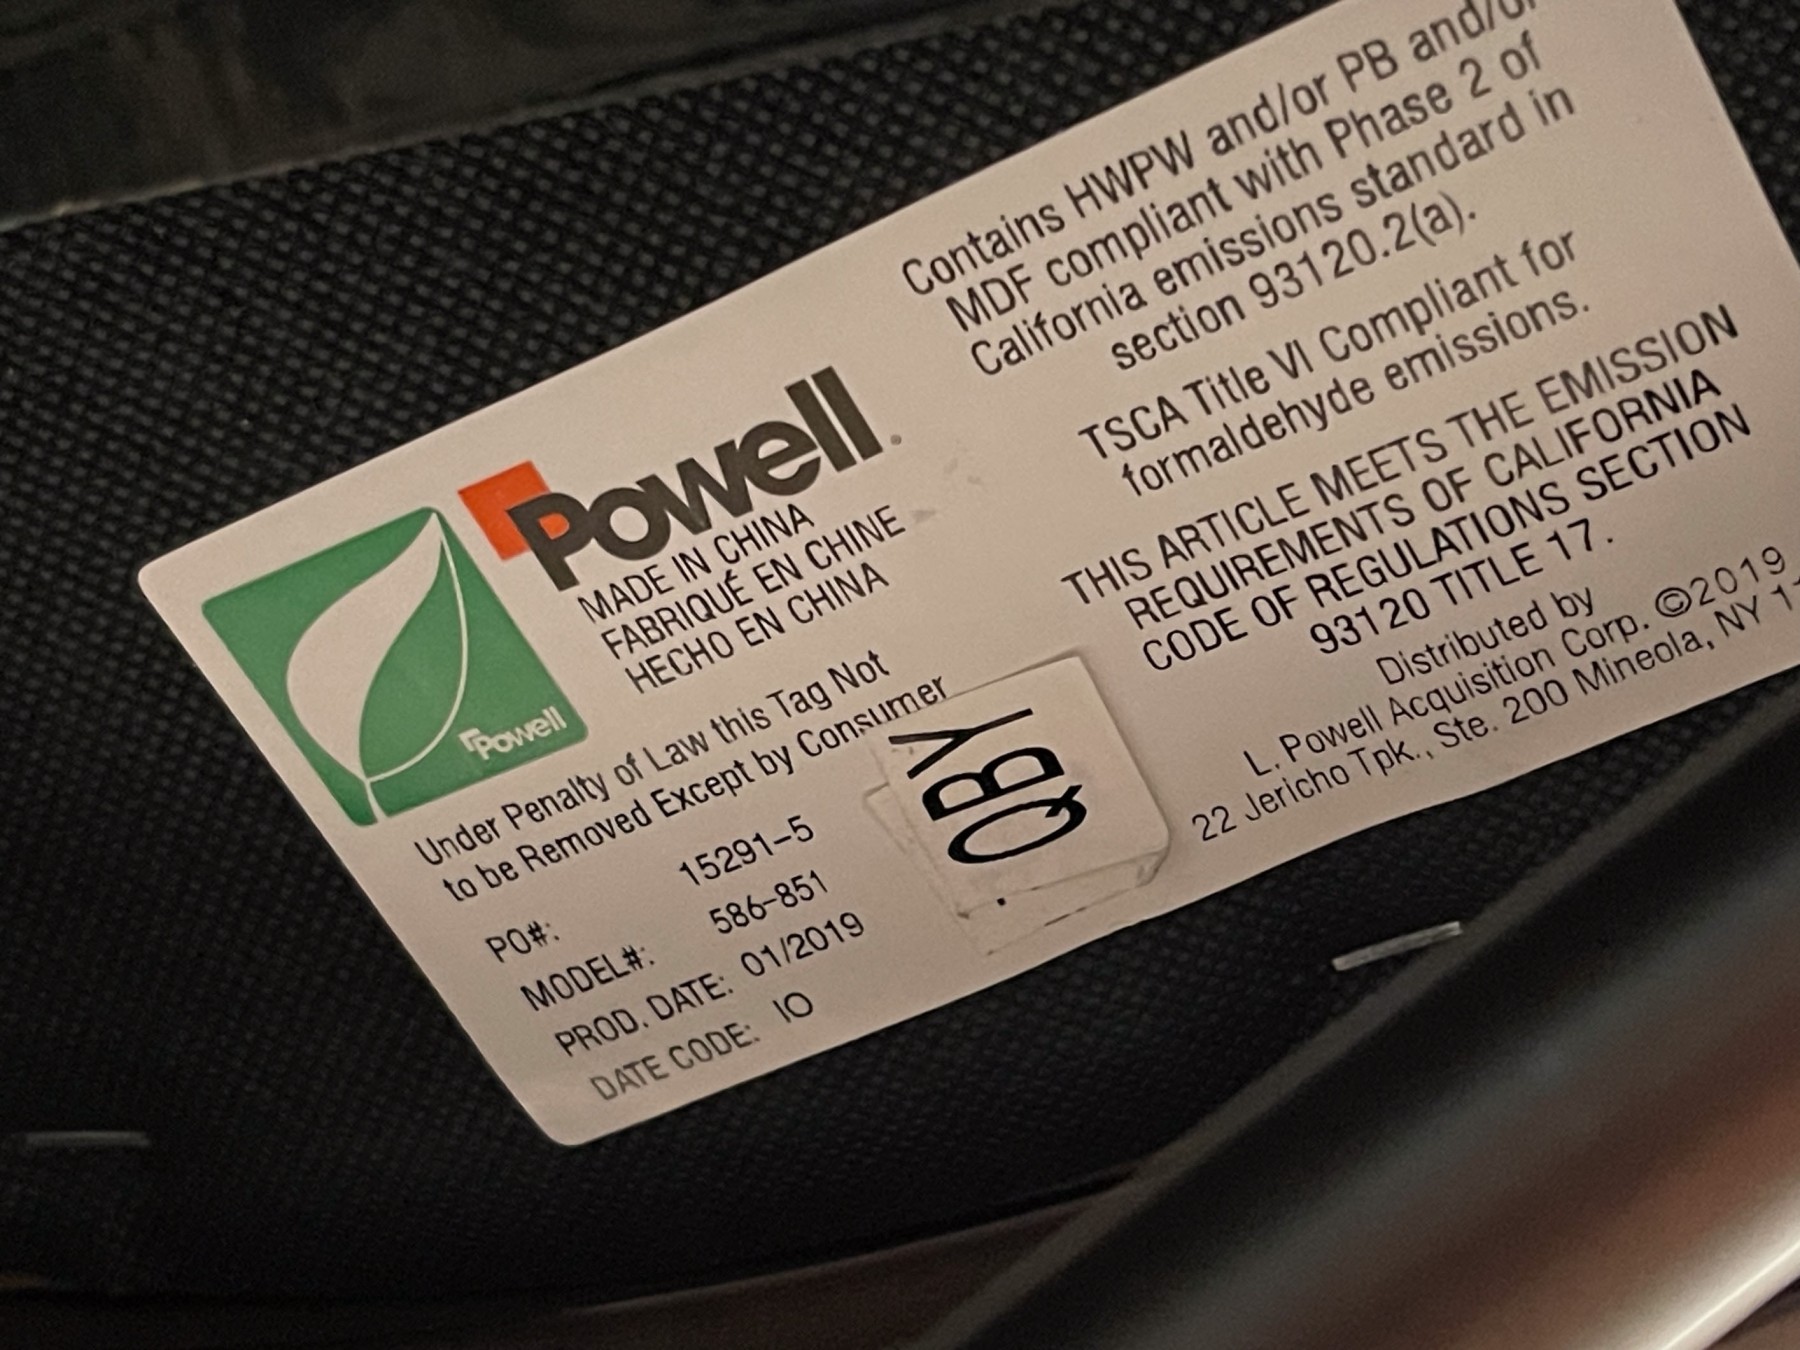 Powell
Powell
MADE IN CHINA
FABRIQUÉ EN CHINE
HECHO EN CHINA
Under Penalty of Law this Tag Not
to be Removed Except by Consumer
PO#: 15291-5
MODEL#: 586-851
PROD. DATE: 01/2019
DATE CODE: IO
QBY
Contains HWPW and/or PB and/or
MDF compliant with Phase 2 of
California emissions standard in
section 93120.2(a).
TSCA Title VI Compliant for
formaldehyde emissions.
THIS ARTICLE MEETS THE EMISSION
REQUIREMENTS OF CALIFORNIA
CODE OF REGULATIONS SECTION
93120 TITLE 17.
Distributed by
L. Powell Acquisition Corp. ©2019
22 Jericho Tpk., Ste. 200 Mineola, NY